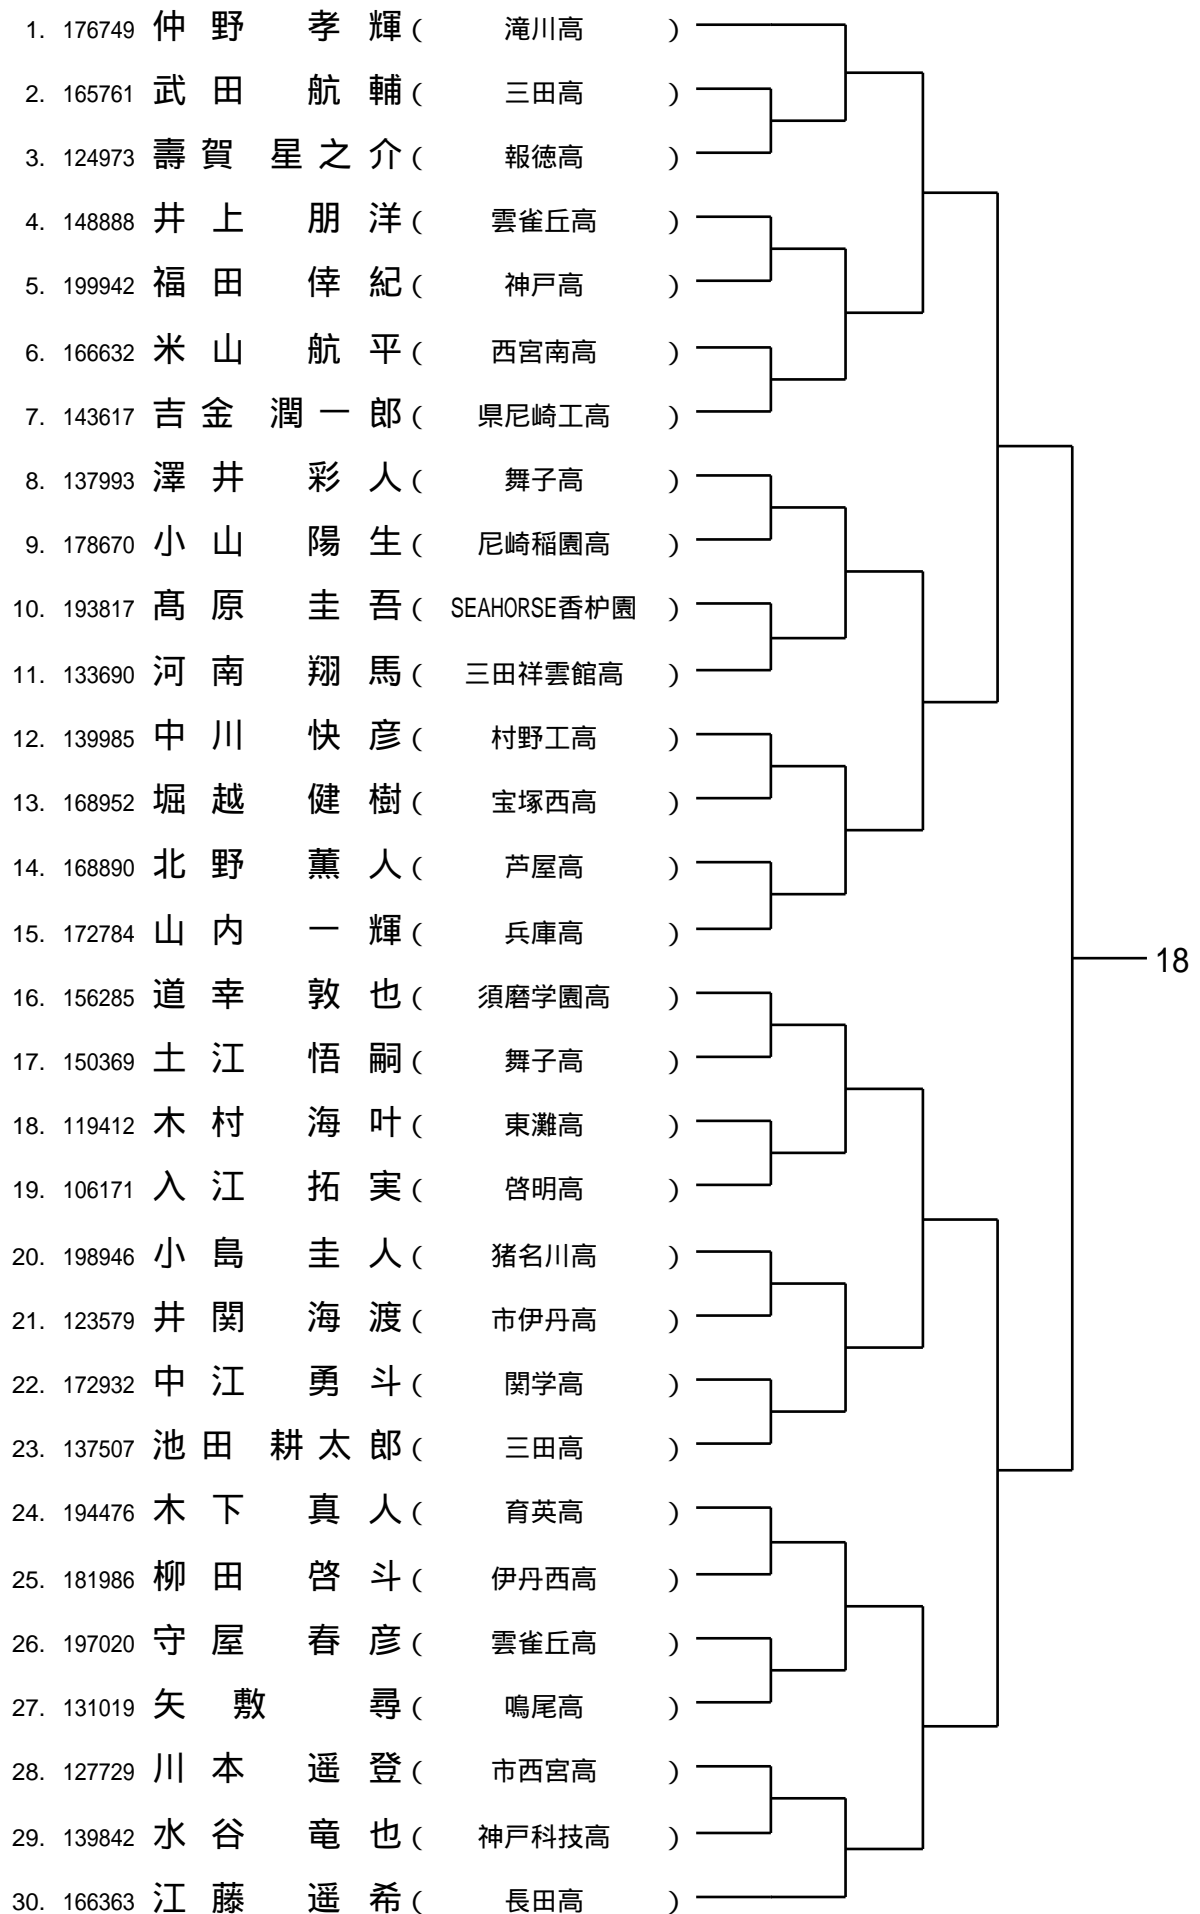 1. 176749 仲野 孝輝 ( 滝川高 )
2. 165761 武田 航輔 ( 三田高 )
3. 124973 壽賀 星之介 ( 報徳高 )
4. 148888 井上 朋洋 ( 雲雀丘高 )
5. 199942 福田 倖紀 ( 神戸高 )
6. 166632 米山 航平 ( 西宮南高 )
7. 143617 吉金 潤一郎 ( 県尼崎工高 )
8. 137993 澤井 彩人 ( 舞子高 )
9. 178670 小山 陽生 ( 尼崎稲園高 )
10. 193817 髙原 圭吾 ( SEAHORSE香枦園 )
11. 133690 河南 翔馬 ( 三田祥雲館高 )
12. 139985 中川 快彦 ( 村野工高 )
13. 168952 堀越 健樹 ( 宝塚西高 )
14. 168890 北野 薫人 ( 芦屋高 )
15. 172784 山内 一輝 ( 兵庫高 )
18
16. 156285 道幸 敦也 ( 須磨学園高 )
17. 150369 土江 悟嗣 ( 舞子高 )
18. 119412 木村 海叶 ( 東灘高 )
19. 106171 入江 拓実 ( 啓明高 )
20. 198946 小島 圭人 ( 猪名川高 )
21. 123579 井関 海渡 ( 市伊丹高 )
22. 172932 中江 勇斗 ( 関学高 )
23. 137507 池田 耕太郎 ( 三田高 )
24. 194476 木下 真人 ( 育英高 )
25. 181986 柳田 啓斗 ( 伊丹西高 )
26. 197020 守屋 春彦 ( 雲雀丘高 )
27. 131019 矢敷 尋 ( 鳴尾高 )
28. 127729 川本 遥登 ( 市西宮高 )
29. 139842 水谷 竜也 ( 神戸科技高 )
30. 166363 江藤 遥希 ( 長田高 )